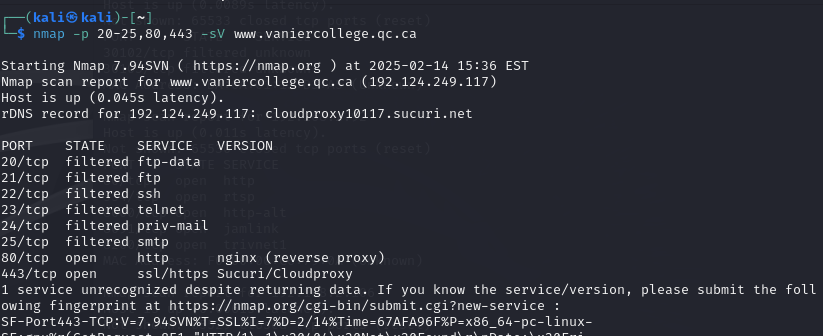 ┌──(kali㉿kali)-[~]
└─$ nmap -p 20-25,80,443 -sV www.vaniercollege.qc.ca
Starting Nmap 7.94SVN ( https://nmap.org ) at 2025-02-14 15:36 EST
Nmap scan report for www.vaniercollege.qc.ca (192.124.249.117)
Host is up (0.045s latency).
rDNS record for 192.124.249.117: cloudproxy10117.sucuri.net
PORT    STATE    SERVICE   VERSION
20/tcp  filtered ftp-data
21/tcp  filtered ftp
22/tcp  filtered ssh
23/tcp  filtered telnet
24/tcp  filtered priv-mail
25/tcp  filtered smtp
80/tcp  open     http      nginx (reverse proxy)
443/tcp open     ssl/https Sucuri/Cloudproxy
1 service unrecognized despite returning data. If you know the service/version, please submit the foll
owing fingerprint at https://nmap.org/cgi-bin/submit.cgi?new-service :
SF-Port443-TCP:V=7.94SVN%T=SSL%I=7%D=2/14%Time=67AFA96F%P=x86_64-pc-linux-